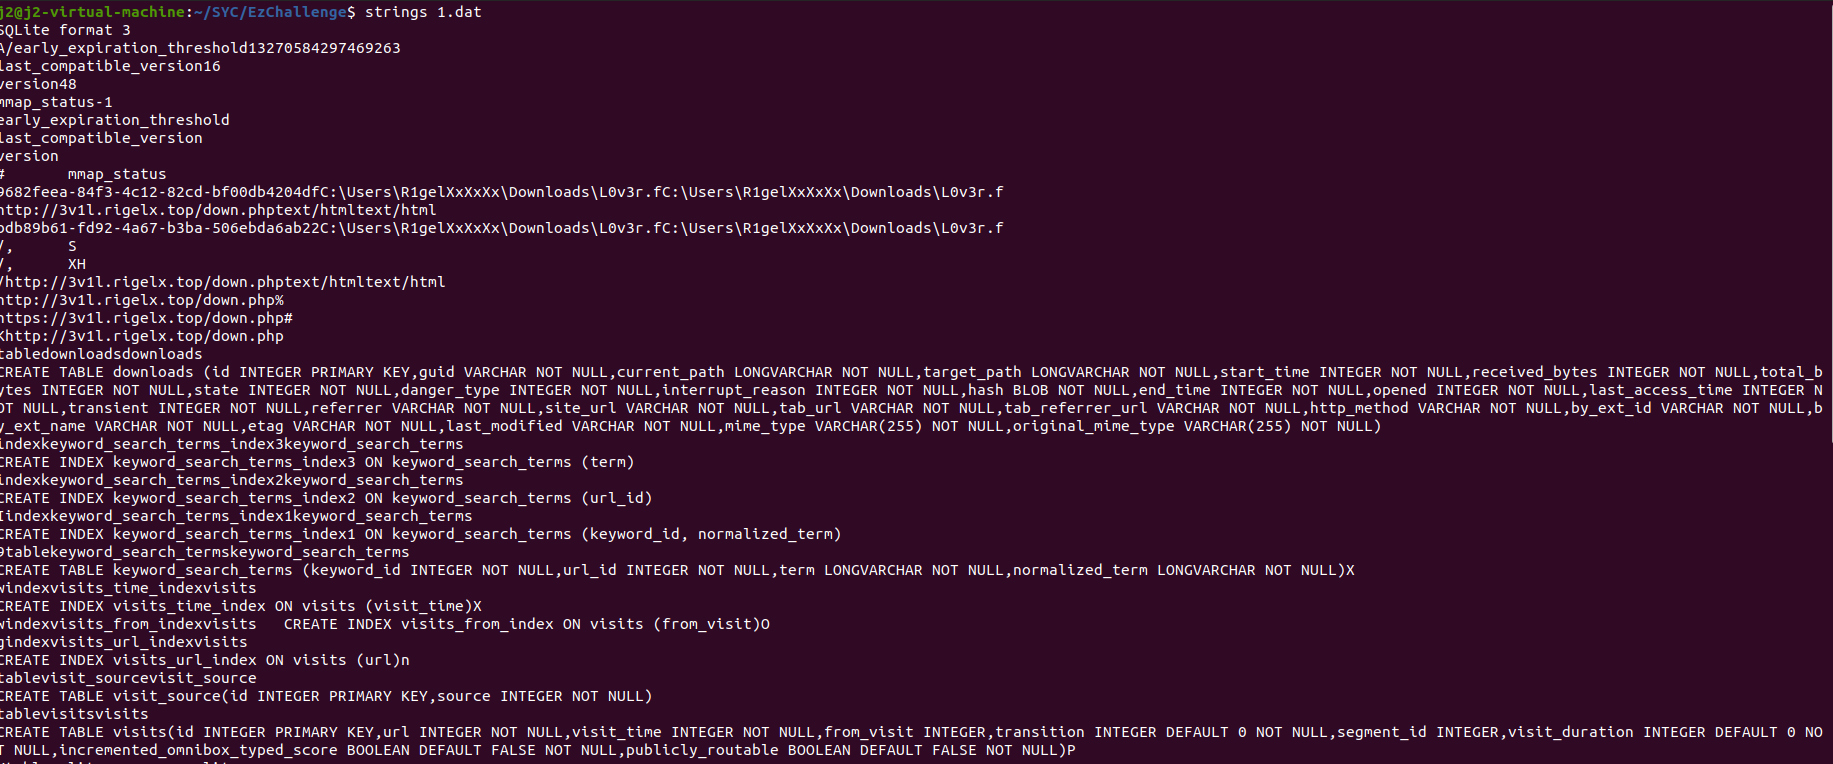 j2@j2-virtual-machine:~/SYC/EzChallenge$ strings 1.dat
SQLite format 3
A/early_expiration_threshold13270584297469263
last_compatible_version16
version48
mmap_status-1
early_expiration_threshold
last_compatible_version
version
#       mmap_status
9682feea-84f3-4c12-82cd-bf00db4204dfC:\Users\R1gelXxXxXx\Downloads\L0v3r.fC:\Users\R1gelXxXxXx\Downloads\L0v3r.f
http://3v1l.rigelx.top/down.phptext/htmltext/html
bdb89b61-fd92-4a67-b3ba-506ebda6ab22C:\Users\R1gelXxXxXx\Downloads\L0v3r.fC:\Users\R1gelXxXxXx\Downloads\L0v3r.f
/,      S
/,      XH
/http://3v1l.rigelx.top/down.phptext/htmltext/html
http://3v1l.rigelx.top/down.php%
https://3v1l.rigelx.top/down.php#
Khttp://3v1l.rigelx.top/down.php
tabledownloadsdownloads
CREATE TABLE downloads (id INTEGER PRIMARY KEY,guid VARCHAR NOT NULL,current_path LONGVARCHAR NOT NULL,target_path LONGVARCHAR NOT NULL,start_time INTEGER NOT NULL,received_bytes INTEGER NOT NULL,total_b
ytes INTEGER NOT NULL,state INTEGER NOT NULL,danger_type INTEGER NOT NULL,interrupt_reason INTEGER NOT NULL,hash BLOB NOT NULL,end_time INTEGER NOT NULL,opened INTEGER NOT NULL,last_access_time INTEGER N
OT NULL,transient INTEGER NOT NULL,referrer VARCHAR NOT NULL,site_url VARCHAR NOT NULL,tab_url VARCHAR NOT NULL,tab_referrer_url VARCHAR NOT NULL,http_method VARCHAR NOT NULL,by_ext_id VARCHAR NOT NULL,b
y_ext_name VARCHAR NOT NULL,etag VARCHAR NOT NULL,last_modified VARCHAR NOT NULL,mime_type VARCHAR(255) NOT NULL,original_mime_type VARCHAR(255) NOT NULL)
indexkeyword_search_terms_index3keyword_search_terms
CREATE INDEX keyword_search_terms_index3 ON keyword_search_terms (term)
indexkeyword_search_terms_index2keyword_search_terms
CREATE INDEX keyword_search_terms_index2 ON keyword_search_terms (url_id)
Iindexkeyword_search_terms_index1keyword_search_terms
CREATE INDEX keyword_search_terms_index1 ON keyword_search_terms (keyword_id, normalized_term)
9tablekeyword_search_termskeyword_search_terms
CREATE TABLE keyword_search_terms (keyword_id INTEGER NOT NULL,url_id INTEGER NOT NULL,term LONGVARCHAR NOT NULL,normalized_term LONGVARCHAR NOT NULL)X
windexvisits_time_indexvisits
CREATE INDEX visits_time_index ON visits (visit_time)X
windexvisits_from_indexvisits   CREATE INDEX visits_from_index ON visits (from_visit)O
gindexvisits_url_indexvisits
CREATE INDEX visits_url_index ON visits (url)n
tablevisit_sourcevisit_source
CREATE TABLE visit_source(id INTEGER PRIMARY KEY,source INTEGER NOT NULL)
tablevisitsvisits
CREATE TABLE visits(id INTEGER PRIMARY KEY,url INTEGER NOT NULL,visit_time INTEGER NOT NULL,from_visit INTEGER,transition INTEGER DEFAULT 0 NOT NULL,segment_id INTEGER,visit_duration INTEGER DEFAULT 0 NO
T NULL,incremented_omnibox_typed_score BOOLEAN DEFAULT FALSE NOT NULL,publicly_routable BOOLEAN DEFAULT FALSE NOT NULL)P